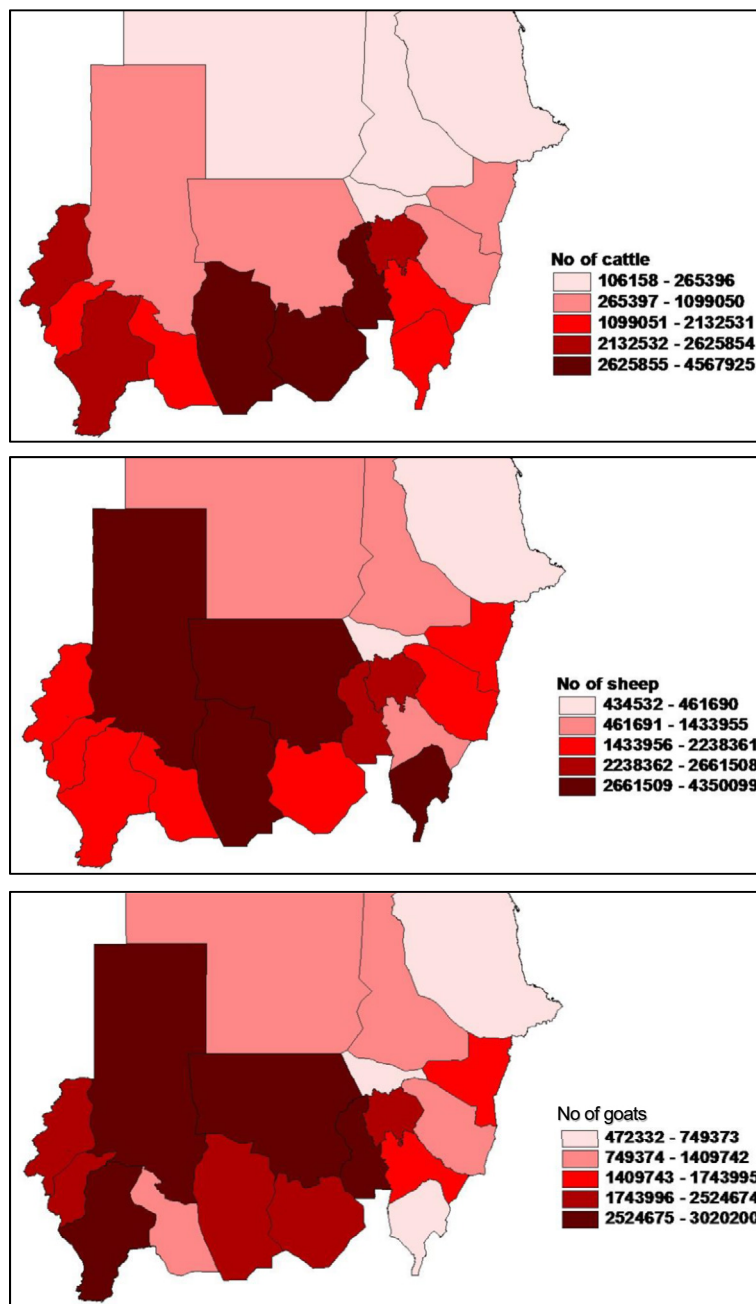 No of cattle
106158 - 265396
265397 - 1099050
1099051 - 2132531
2132532 - 2625854
2625855 - 4567925
No of sheep
434532 - 461690
461691 - 1433955
1433956 - 2238361
2238362 - 2661508
2661509 - 4350099
No of goats
472332 - 749373
749374 - 1409742
1409743 - 1743995
1743996 - 2524674
2524675 - 3020200